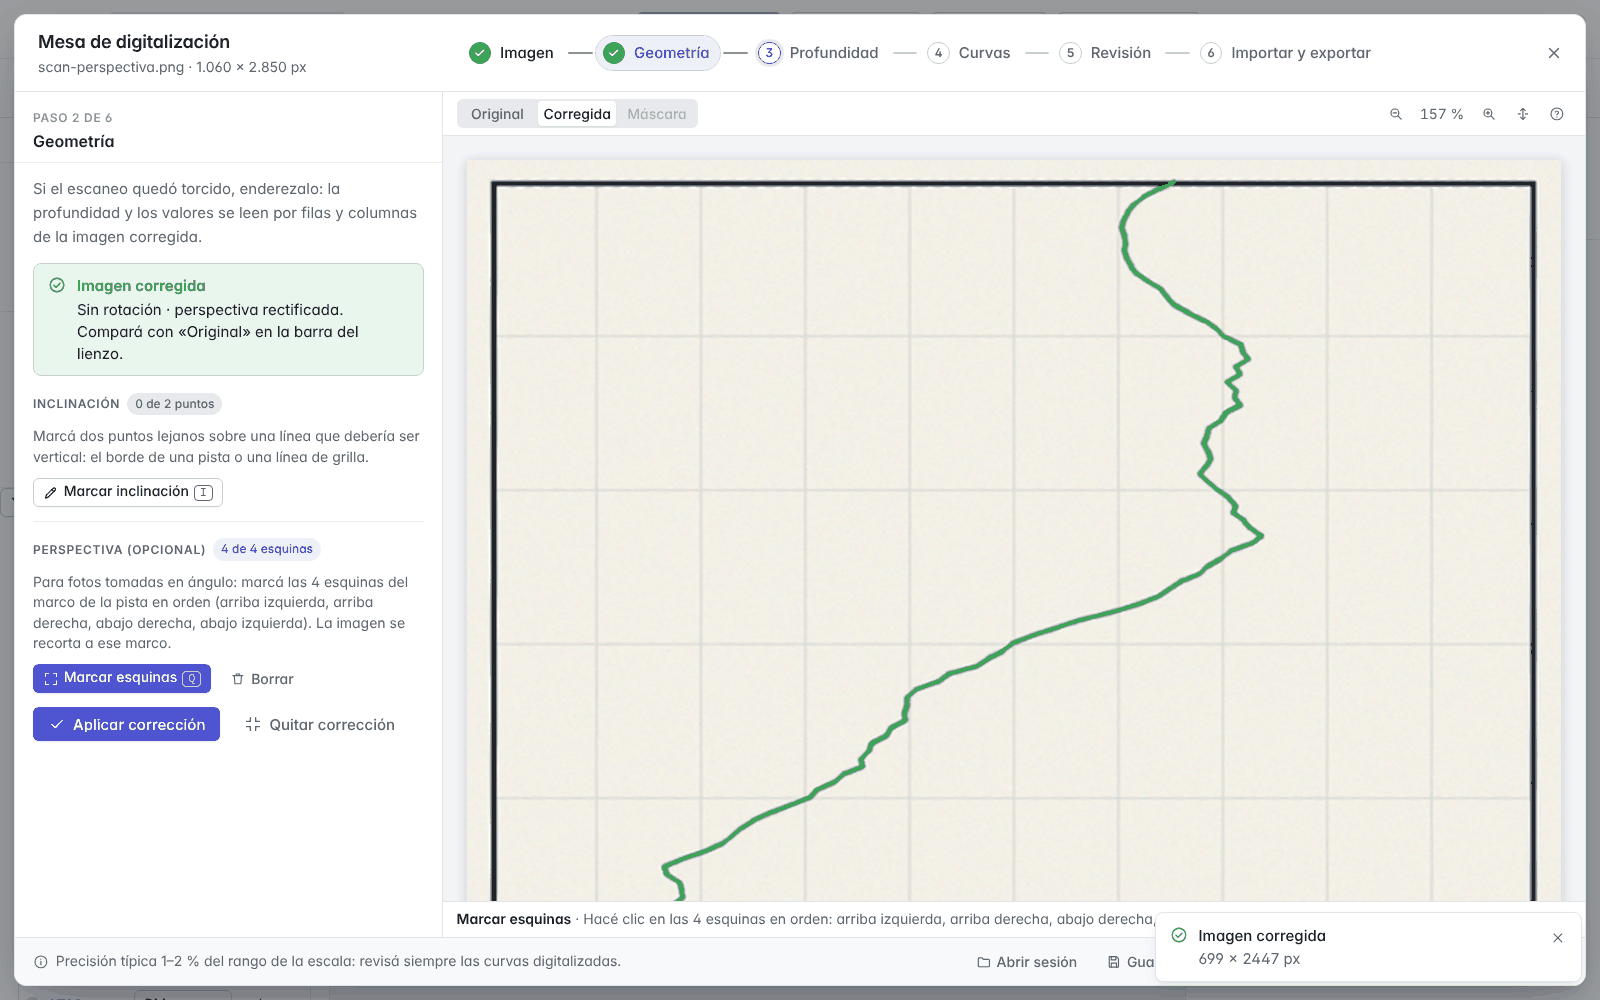 Mesa de digitalización
scan-perspectiva.png · 1.060 × 2.850 px
Imagen
Geometría
3 Profundidad
4 Curvas
5 Revisión
6 Importar y exportar
PASO 2 DE 6
Geometría
Si el escaneo quedó torcido, enderezalo: la
profundidad y los valores se leen por filas y columnas
de la imagen corregida.
Imagen corregida
Sin rotación · perspectiva rectificada.
Compará con «Original» en la barra del
lienzo.
INCLINACIÓN 0 de 2 puntos
Marcá dos puntos lejanos sobre una línea que debería ser
vertical: el borde de una pista o una línea de grilla.
Marcar inclinación I
PERSPECTIVA (OPCIONAL) 4 de 4 esquinas
Para fotos tomadas en ángulo: marcá las 4 esquinas del
marco de la pista en orden (arriba izquierda, arriba
derecha, abajo derecha, abajo izquierda). La imagen se
recorta a ese marco.
Marcar esquinas Q
Borrar
Aplicar corrección
Quitar corrección
Original
Corregida
Máscara
157 %
Marcar esquinas · Hacé clic en las 4 esquinas en orden: arriba izquierda, arriba derecha, abajo derecha,
Imagen corregida
699 × 2447 px
Precisión típica 1–2 % del rango de la escala: revisá siempre las curvas digitalizadas.
Abrir sesión
Gua